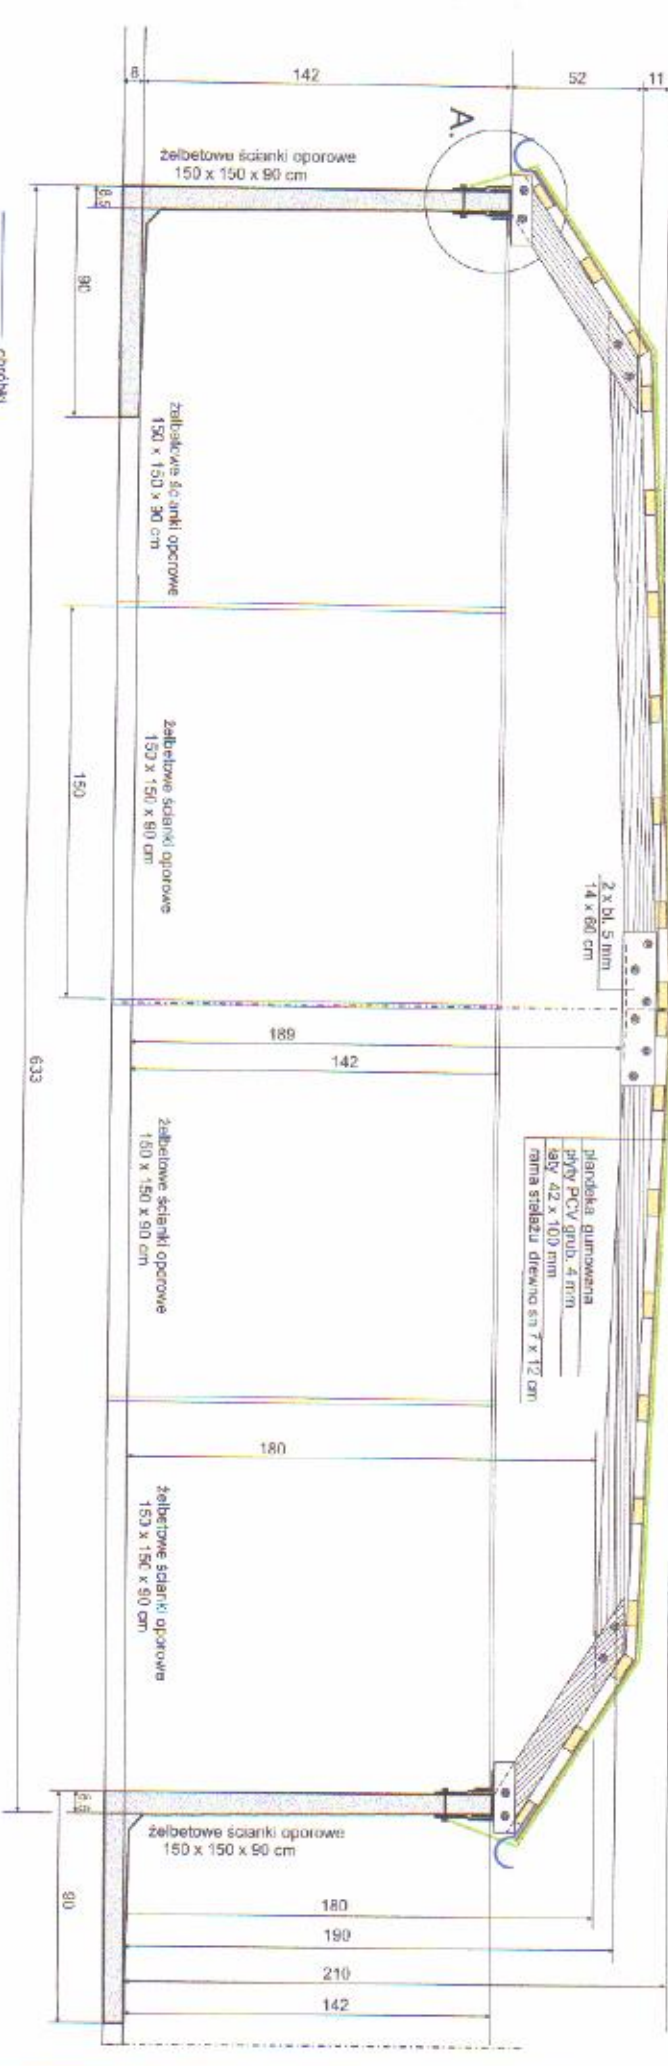 8
142
52
11
A.
żelbetowe ścianki oporowe
150 x 150 x 90 cm
8,5
90
żelbetowe ścianki oporowe
150 x 150 x 90 cm
150
żelbetowe ścianki oporowe
150 x 150 x 90 cm
2 x bl. 5 mm
14 x 60 cm
189
142
633
żelbetowe ścianki oporowe
150 x 150 x 90 cm
plandeka gumowana
płyty PCV grub. 4 mm
łaty 42 x 100 mm
rama stelażu drewno sn 7 x 12 cm
180
żelbetowe ścianki oporowe
150 x 150 x 90 cm
8,5
90
żelbetowe ścianki oporowe
150 x 150 x 90 cm
180
190
210
142